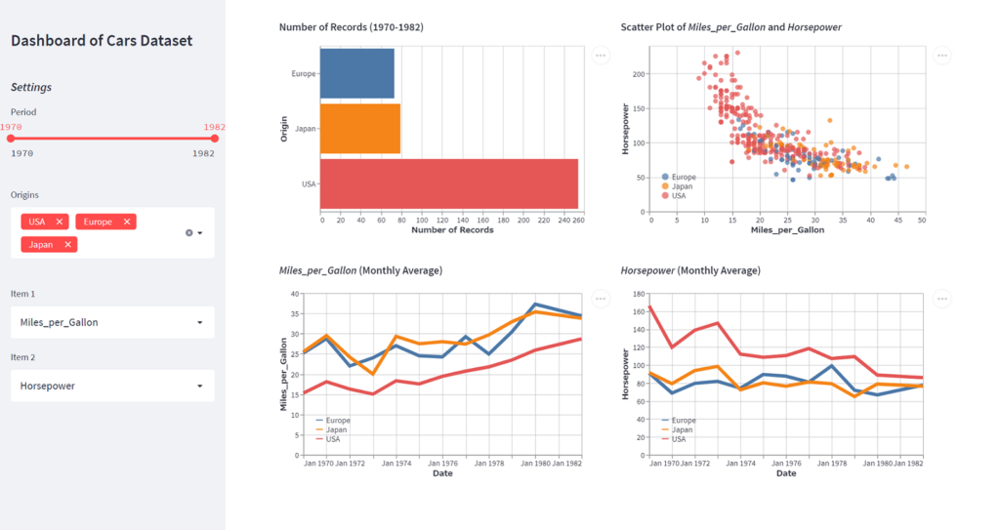 Dashboard of Cars Dataset
Settings
Period
1970 1982
1970 1982
Origins
USA ✕ Europe ✕
Japan ✕
Item 1
Miles_per_Gallon
Item 2
Horsepower
Number of Records (1970-1982)
Origin
Europe
Japan
USA
0 20 40 60 80 100 120 140 160 180 200 220 240 260
Number of Records
Scatter Plot of Miles_per_Gallon and Horsepower
Horsepower
200
150
100
50
0
Europe
Japan
USA
0 5 10 15 20 25 30 35 40 45 50
Miles_per_Gallon
Miles_per_Gallon (Monthly Average)
Miles_per_Gallon
40
35
30
25
20
15
10
5
0
Europe
Japan
USA
Jan 1970 Jan 1972 Jan 1974 Jan 1976 Jan 1978 Jan 1980 Jan 1982
Date
Horsepower (Monthly Average)
Horsepower
180
160
140
120
100
80
60
40
20
0
Europe
Japan
USA
Jan 1970 Jan 1972 Jan 1974 Jan 1976 Jan 1978 Jan 1980 Jan 1982
Date